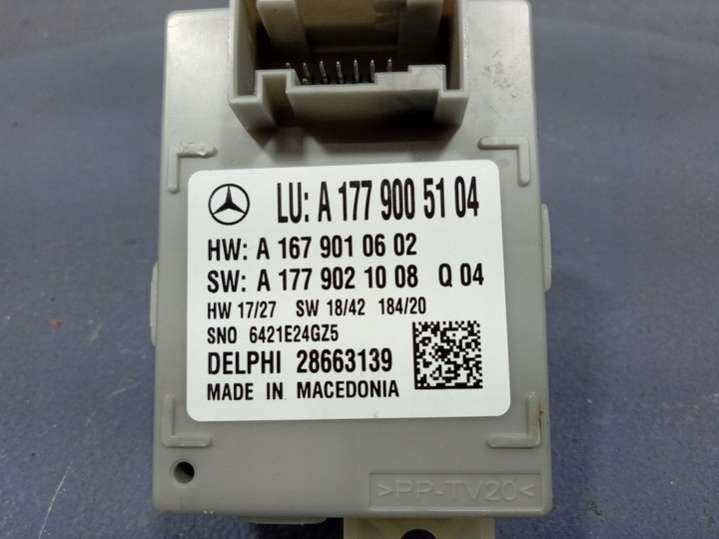 LU: A 177 900 51 04
HW: A 167 901 06 02
SW: A 177 902 10 08 Q 04
HW 17/27 SW 18/42 184/20
SNO 6421E24GZ5
DELPHI 28663139
MADE IN MACEDONIA
>PP-TV20<